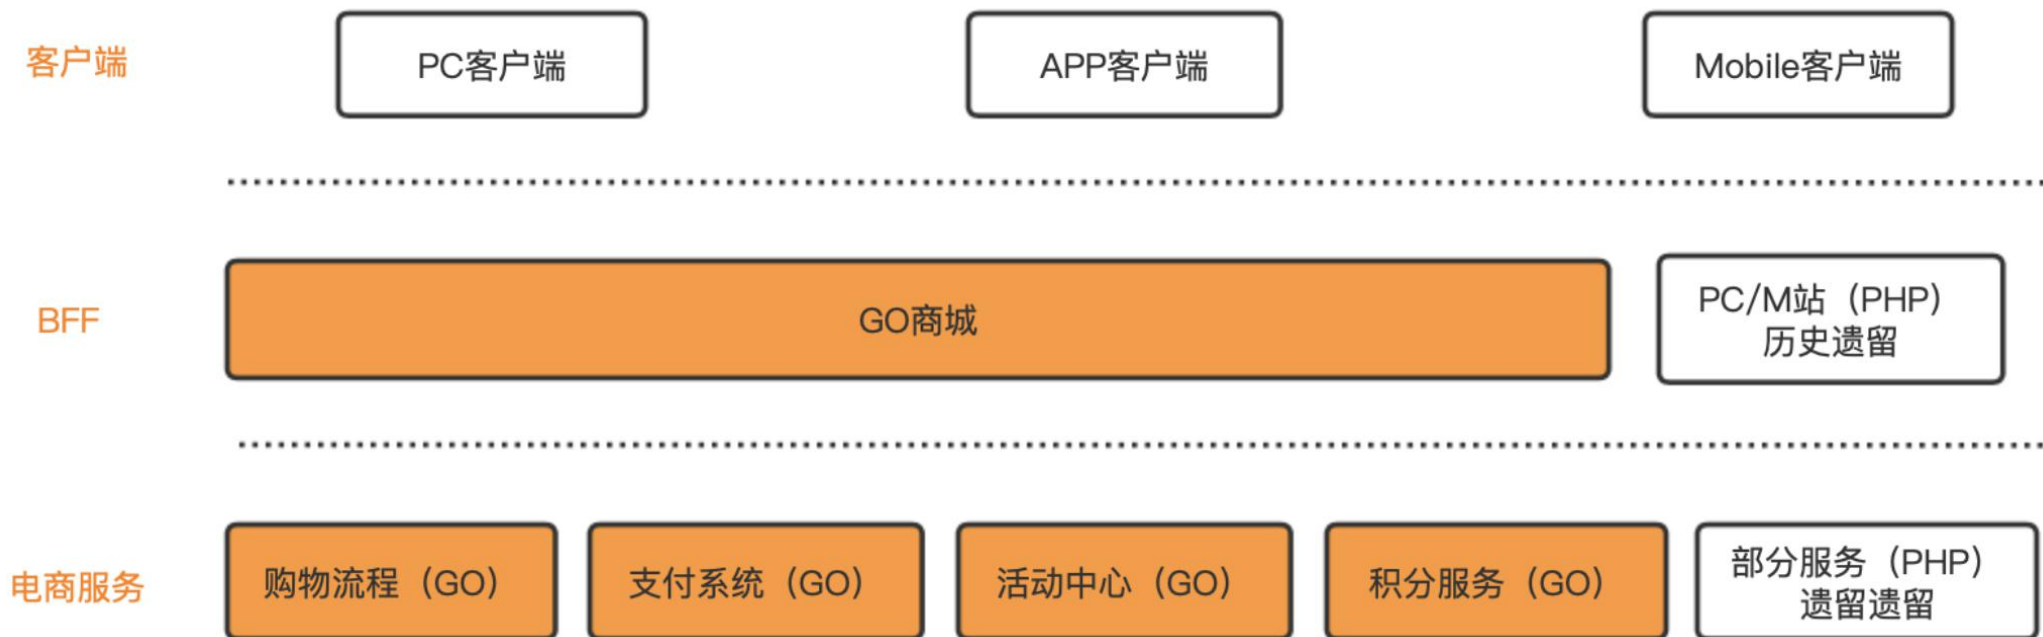 客户端
PC客户端
APP客户端
Mobile客户端
BFF
GO商城
PC/M站（PHP）
历史遗留
电商服务
购物流程（GO）
支付系统（GO）
活动中心（GO）
积分服务（GO）
部分服务（PHP）
遗留遗留